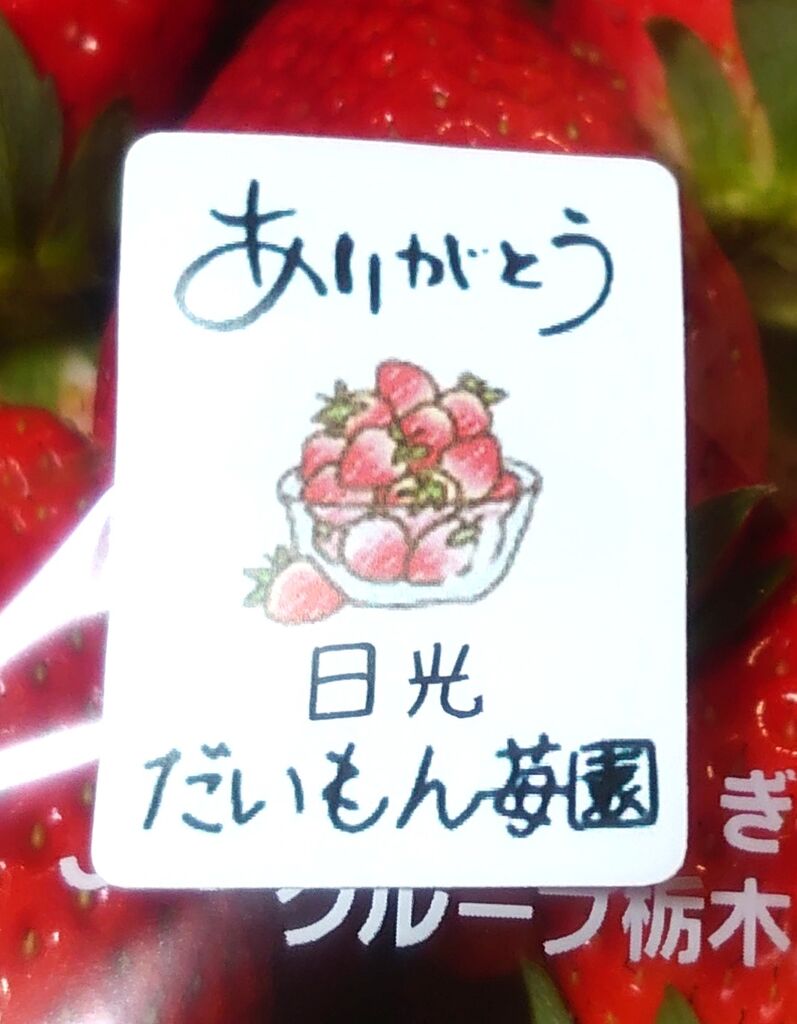 ありがとう
日光
だいもん苺園
ぎ
グループ栃木